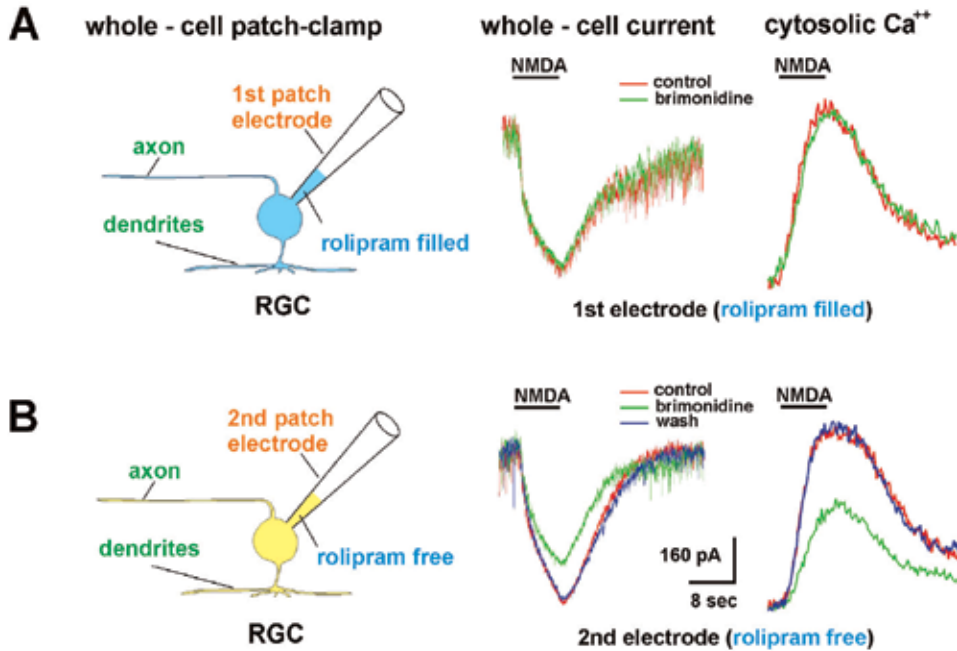 A
whole - cell patch-clamp
whole - cell current
cytosolic Ca++
1st patch
electrode
axon
dendrites
rolipram filled
RGC
NMDA
control
brimonidine
NMDA
1st electrode (rolipram filled)
B
2nd patch
electrode
axon
dendrites
rolipram free
RGC
NMDA
control
brimonidine
wash
NMDA
160 pA
8 sec
2nd electrode (rolipram free)